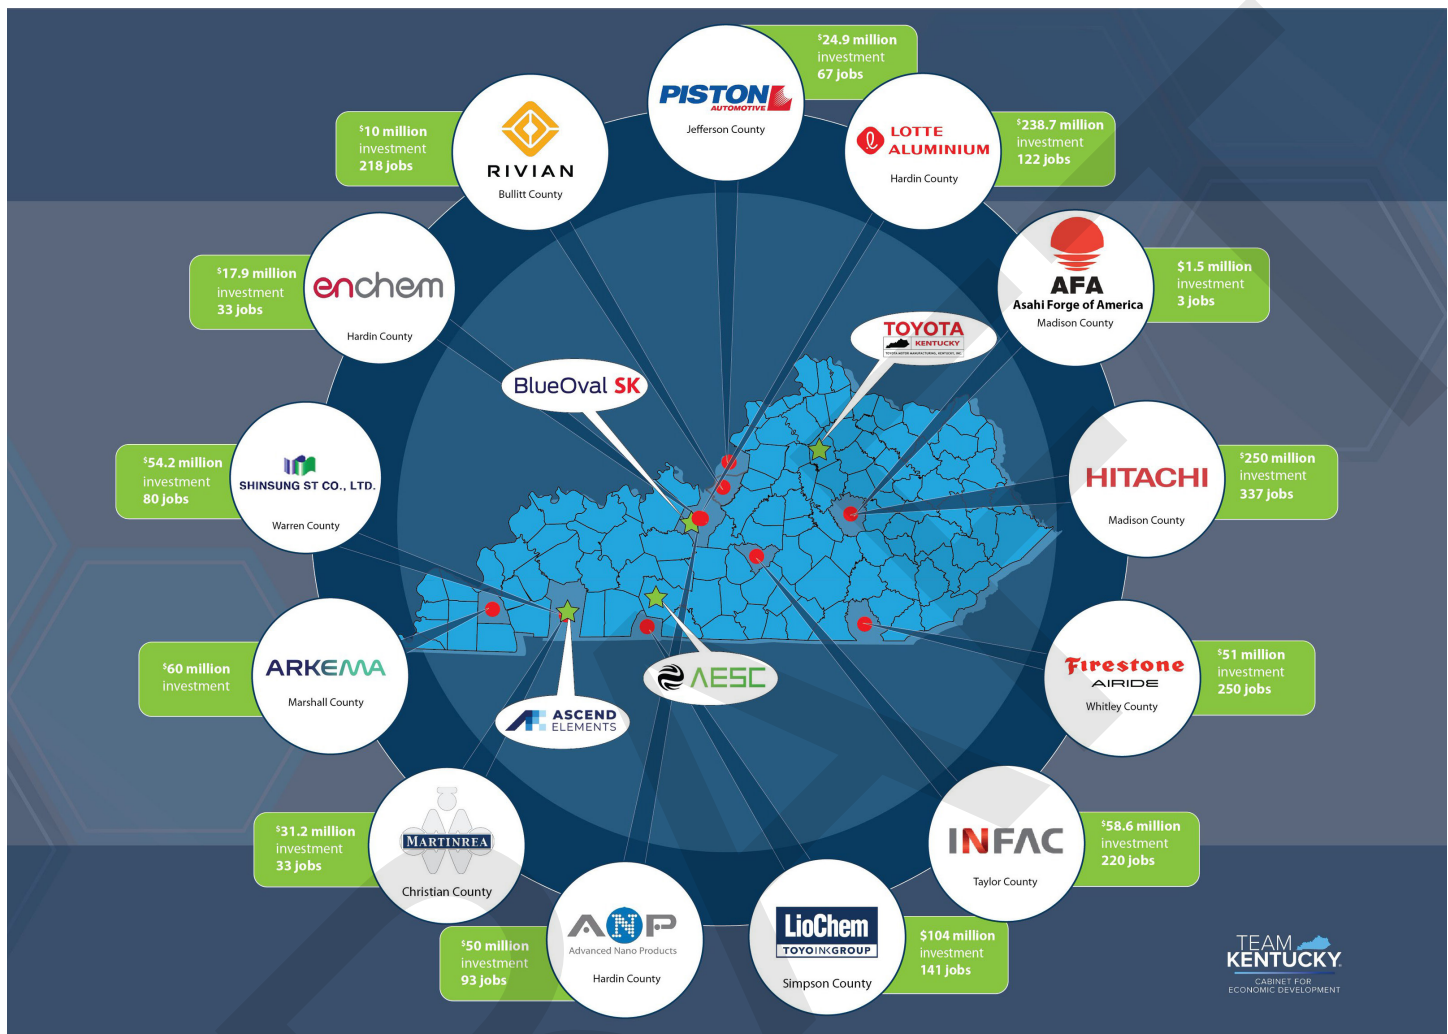 $24.9 million
investment
67 jobs
PISTON
AUTOMOTIVE
Jefferson County
$10 million
investment
218 jobs
RIVIAN
Bullitt County
LOTTE
ALUMINIUM
Hardin County
$238.7 million
investment
122 jobs
$17.9 million
investment
33 jobs
enchem
Hardin County
AFA
Asahi Forge of America
Madison County
$1.5 million
investment
3 jobs
BlueOval SK
TOYOTA
KENTUCKY
TOYOTA MOTOR MANUFACTURING, KENTUCKY, INC.
$54.2 million
investment
80 jobs
SHINSUNG ST CO., LTD.
Warren County
HITACHI
Madison County
$250 million
investment
337 jobs
$60 million
investment
ARKEMA
Marshall County
ASCEND
ELEMENTS
AESC
Firestone
AIRIDE
Whitley County
$51 million
investment
250 jobs
$31.2 million
investment
33 jobs
MARTINREA
Christian County
INFAC
Taylor County
$58.6 million
investment
220 jobs
$50 million
investment
93 jobs
ANP
Advanced Nano Products
Hardin County
LioChem
TOYOINKGROUP
Simpson County
$104 million
investment
141 jobs
TEAM
KENTUCKY
CABINET FOR
ECONOMIC DEVELOPMENT